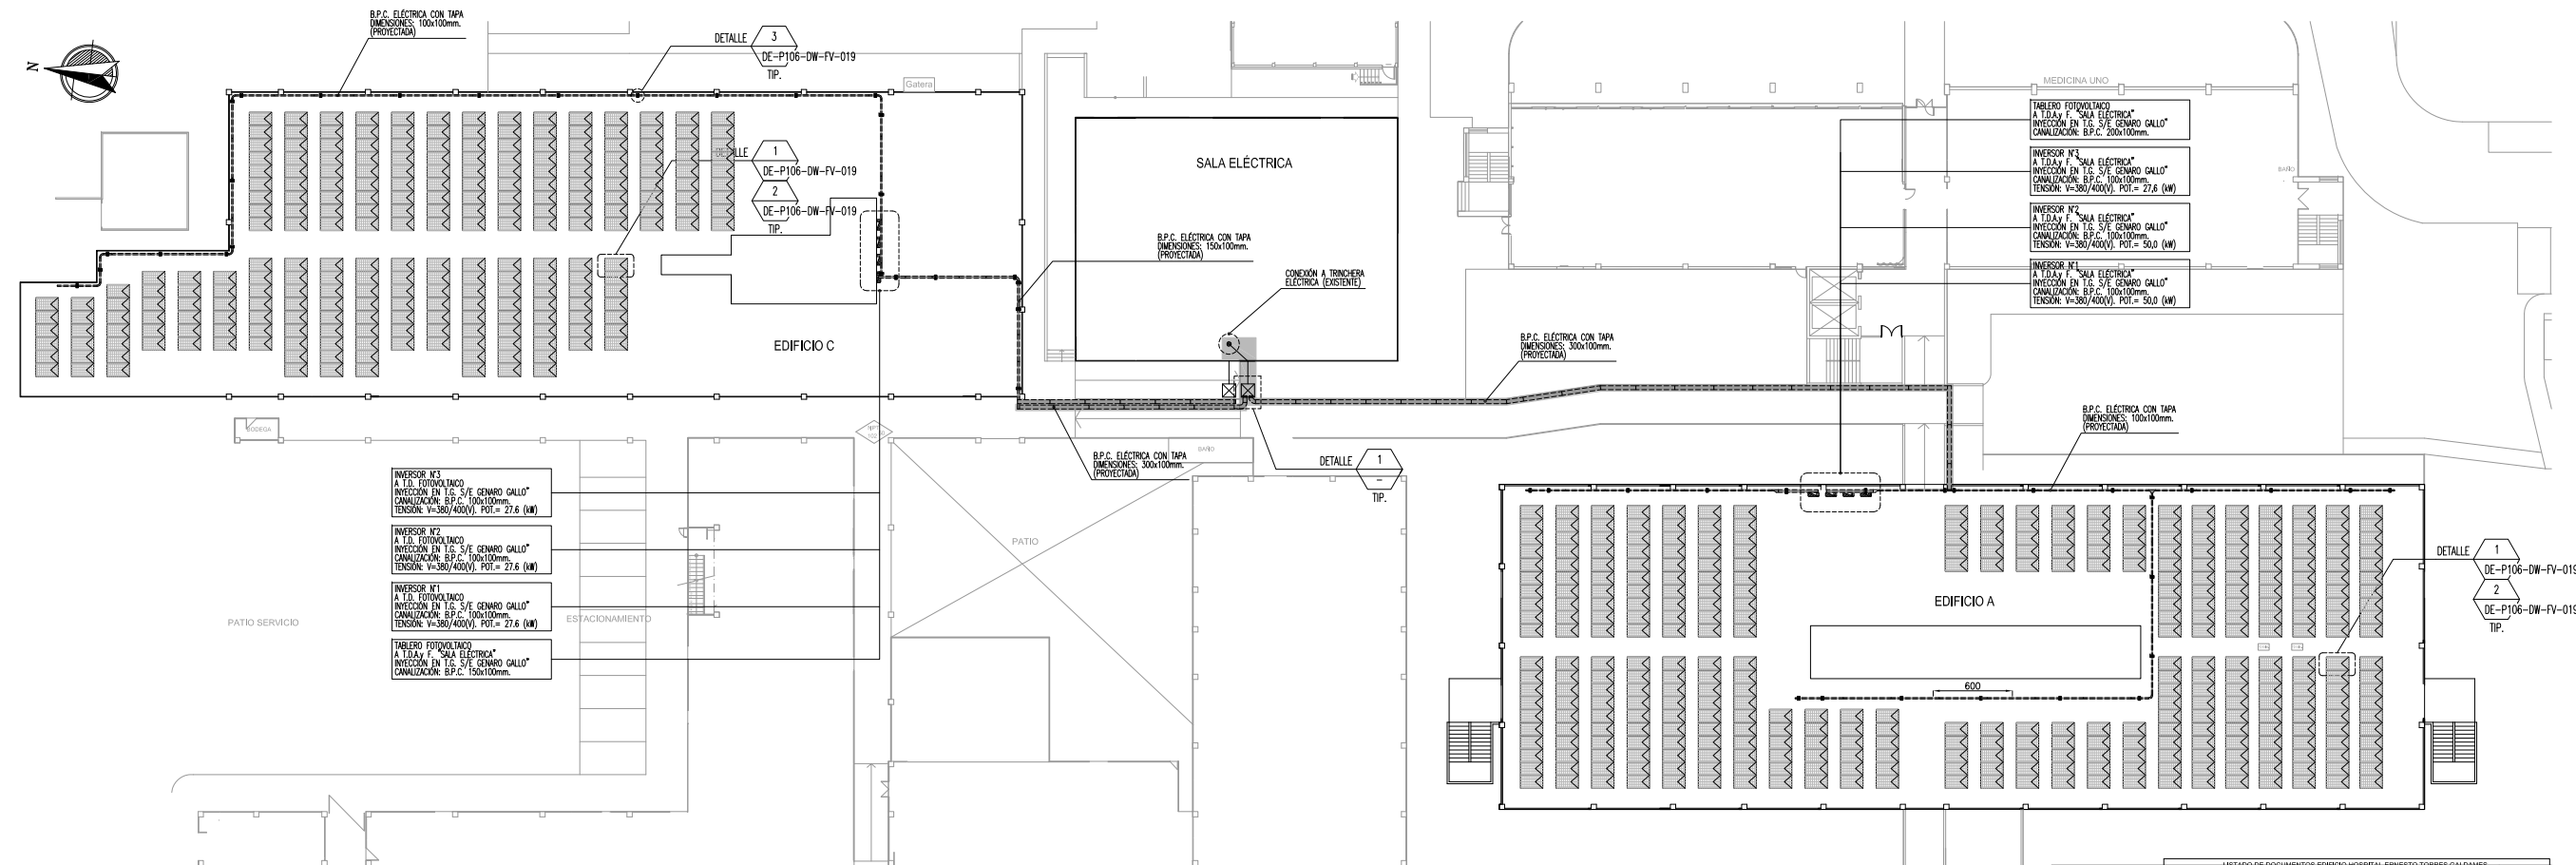 B.P.C. ELÉCTRICA CON TAPA
DIMENSIONES: 100x100mm.
(PROYECTADA)
N
DETALLE
3
DE-P106-DW-FV-019
TIP.
Gatera
DETALLE
1
DE-P106-DW-FV-019
2
DE-P106-DW-FV-019
TIP.
SALA ELÉCTRICA
B.P.C. ELÉCTRICA CON TAPA
DIMENSIONES: 150x100mm.
(PROYECTADA)
CONEXIÓN A TRINCHERA
ELÉCTRICA (EXISTENTE)
EDIFICIO C
MEDICINA UNO
BAÑO
TABLERO FOTOVOLTAICO
A T.D.A.y F. "SALA ELÉCTRICA"
INYECCIÓN EN T.G. S/E GENARO GALLO"
CANALIZACIÓN: B.P.C. 200x100mm.
INVERSOR N°3
A T.D.A.y F. "SALA ELÉCTRICA"
INYECCIÓN EN T.G. S/E GENARO GALLO"
CANALIZACIÓN: B.P.C. 100x100mm.
TENSIÓN: V=380/400(V). POT.= 27,6 (kW)
INVERSOR N°2
A T.D.A.y F. "SALA ELÉCTRICA"
INYECCIÓN EN T.G. S/E GENARO GALLO"
CANALIZACIÓN: B.P.C. 100x100mm.
TENSIÓN: V=380/400(V). POT.= 50,0 (kW)
INVERSOR N°1
A T.D.A.y F. "SALA ELÉCTRICA"
INYECCIÓN EN T.G. S/E GENARO GALLO"
CANALIZACIÓN: B.P.C. 100x100mm.
TENSIÓN: V=380/400(V). POT.= 50,0 (kW)
B.P.C. ELÉCTRICA CON TAPA
DIMENSIONES: 300x100mm.
(PROYECTADA)
B.P.C. ELÉCTRICA CON TAPA
DIMENSIONES: 100x100mm.
(PROYECTADA)
BODEGA
BAÑO
B.P.C. ELÉCTRICA CON TAPA
DIMENSIONES: 300x100mm.
(PROYECTADA)
DETALLE
1
-
TIP.
INVERSOR N°3
A T.D. FOTOVOLTAICO
INYECCIÓN EN T.G. S/E GENARO GALLO"
CANALIZACIÓN: B.P.C. 100x100mm.
TENSIÓN: V=380/400(V). POT.= 27.6 (kW)
INVERSOR N°2
A T.D. FOTOVOLTAICO
INYECCIÓN EN T.G. S/E GENARO GALLO"
CANALIZACIÓN: B.P.C. 100x100mm.
TENSIÓN: V=380/400(V). POT.= 27.6 (kW)
INVERSOR N°1
A T.D. FOTOVOLTAICO
INYECCIÓN EN T.G. S/E GENARO GALLO"
CANALIZACIÓN: B.P.C. 100x100mm.
TENSIÓN: V=380/400(V). POT.= 27.6 (kW)
TABLERO FOTOVOLTAICO
A T.D.A.y F. "SALA ELÉCTRICA"
INYECCIÓN EN T.G. S/E GENARO GALLO"
CANALIZACIÓN: B.P.C. 150x100mm.
PATIO SERVICIO
ESTACIONAMIENTO
PATIO
EDIFICIO A
600
DETALLE
1
DE-P106-DW-FV-019
2
DE-P106-DW-FV-019
TIP.
LISTADO DE DOCUMENTOS EDIFICIO HOSPITAL ERNESTO TORRES GALDAMES